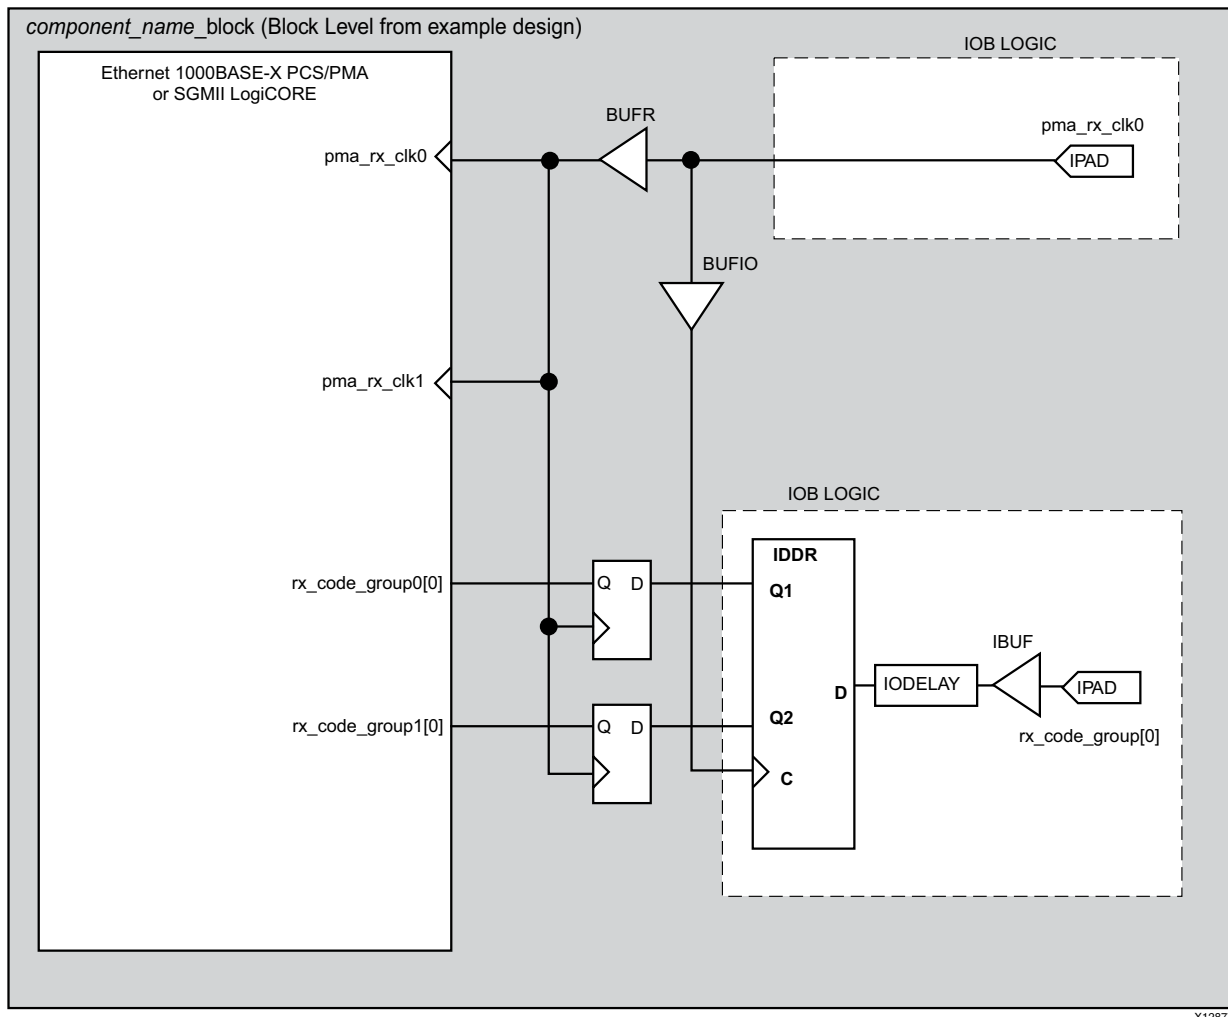 component_name_block (Block Level from example design)
Ethernet 1000BASE-X PCS/PMA
or SGMII LogiCORE
IOB LOGIC
BUFR
pma_rx_clk0
pma_rx_clk0
IPAD
BUFIO
pma_rx_clk1
IOB LOGIC
IDDR
rx_code_group0[0]
Q D
Q1
IBUF
D
IODELAY
IPAD
rx_code_group1[0]
Q D
Q2
rx_code_group[0]
C